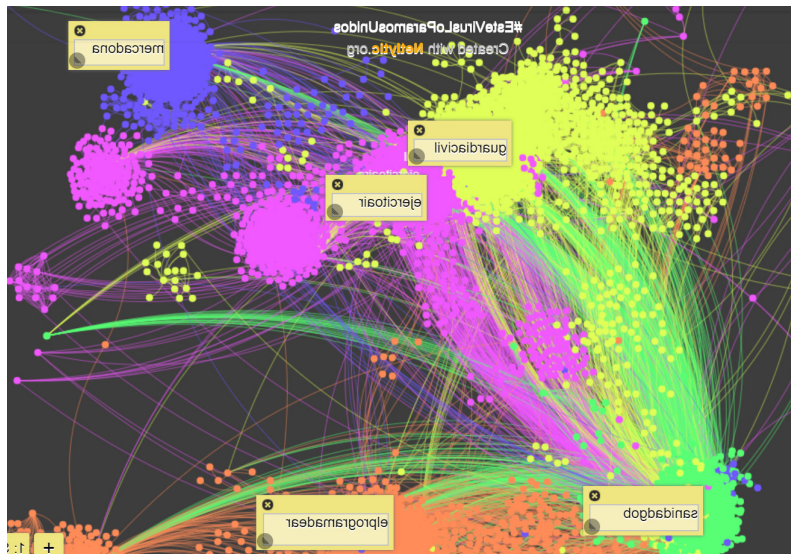 #EsteVirusLoParamosUnidos
Created with Netlytic.org
mercadona
guardiacivil
ejercitoair
elprogramadear
sanidadgob
+